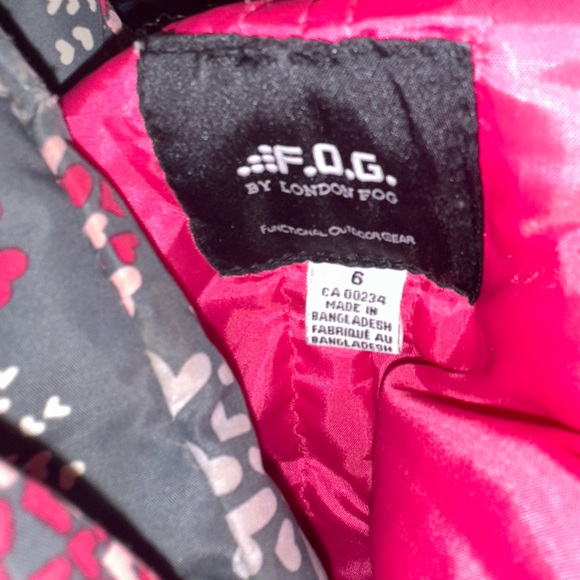 F.O.G.
BY LONDON FOG
FUNCTIONAL OUTDOOR GEAR
6
CA 00234
MADE IN
BANGLADESH
FABRIQUÉ AU
BANGLADESH